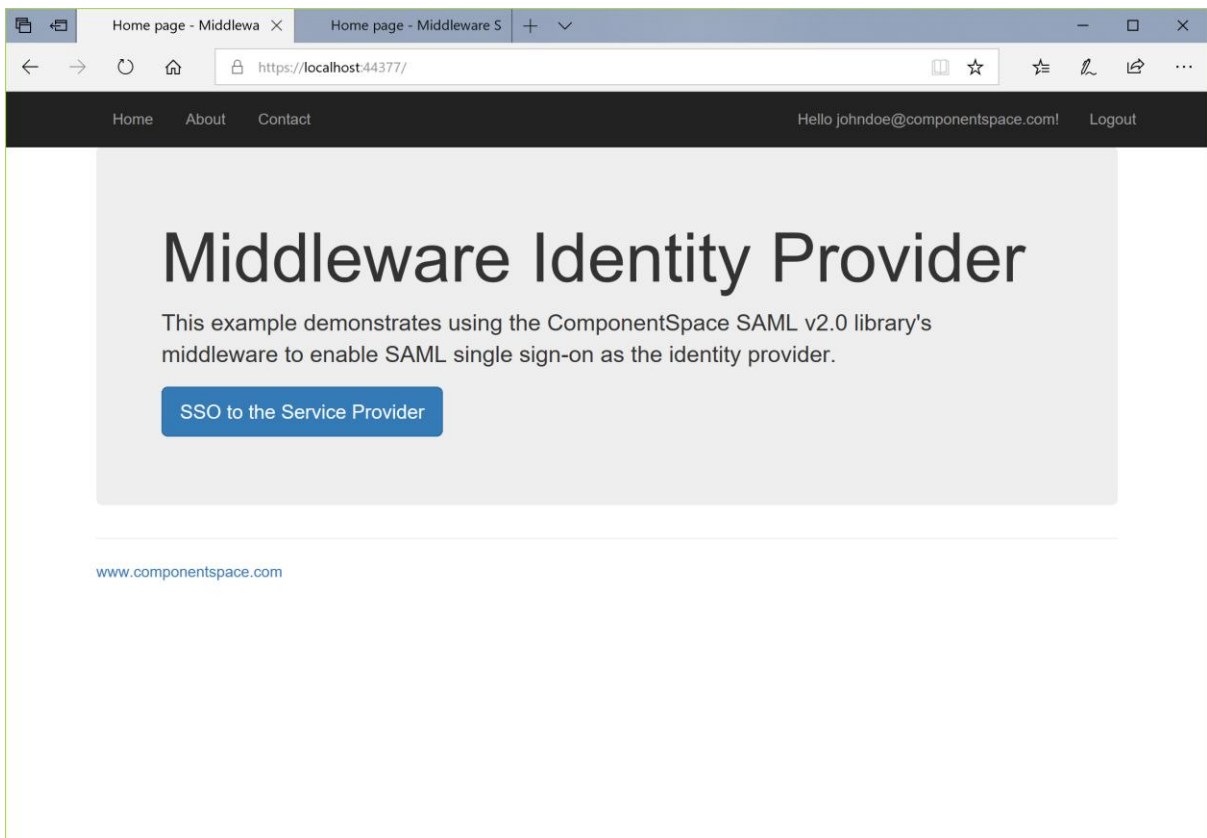 Home page - Middlewa
Home page - Middleware S
https://localhost:44377/
Home
About
Contact
Hello johndoe@componentspace.com!
Logout
Middleware Identity Provider
This example demonstrates using the ComponentSpace SAML v2.0 library's
middleware to enable SAML single sign-on as the identity provider.
SSO to the Service Provider
www.componentspace.com